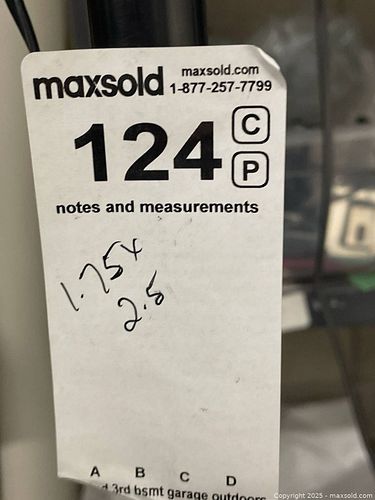 maxsold
maxsold.com
1-877-257-7799
124
C
P
notes and measurements
1.75x
2.5
A B C D
3rd bsmt garage outdoors
Copyright 2025 - maxsold.com